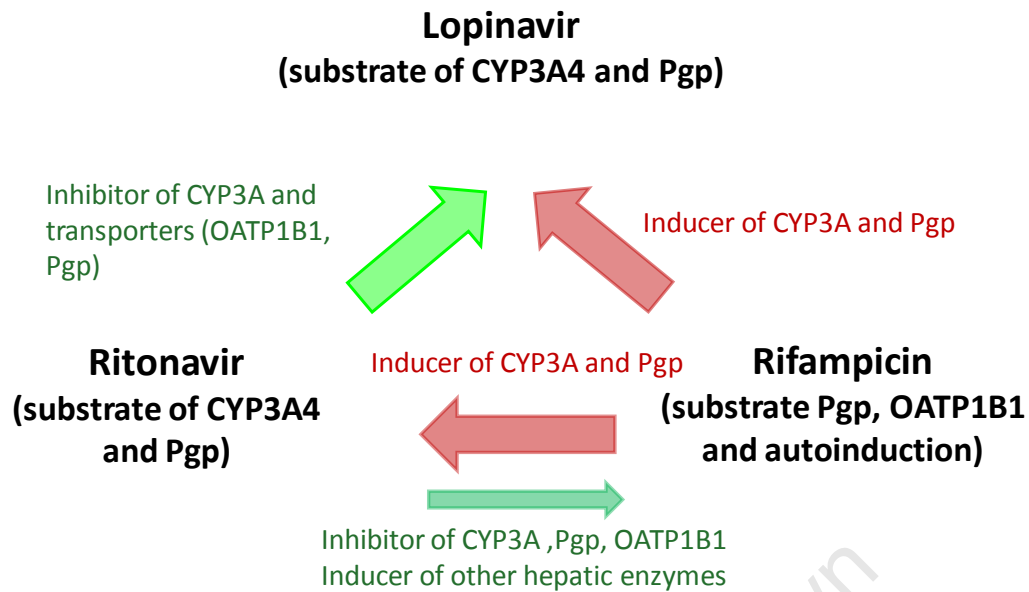 Lopinavir
(substrate of CYP3A4 and Pgp)
Inhibitor of CYP3A and
transporters (OATP1B1,
Pgp)
Inducer of CYP3A and Pgp
Ritonavir
(substrate of CYP3A4
and Pgp)
Inducer of CYP3A and Pgp
Rifampicin
(substrate Pgp, OATP1B1
and autoinduction)
Inhibitor of CYP3A ,Pgp, OATP1B1
Inducer of other hepatic enzymes